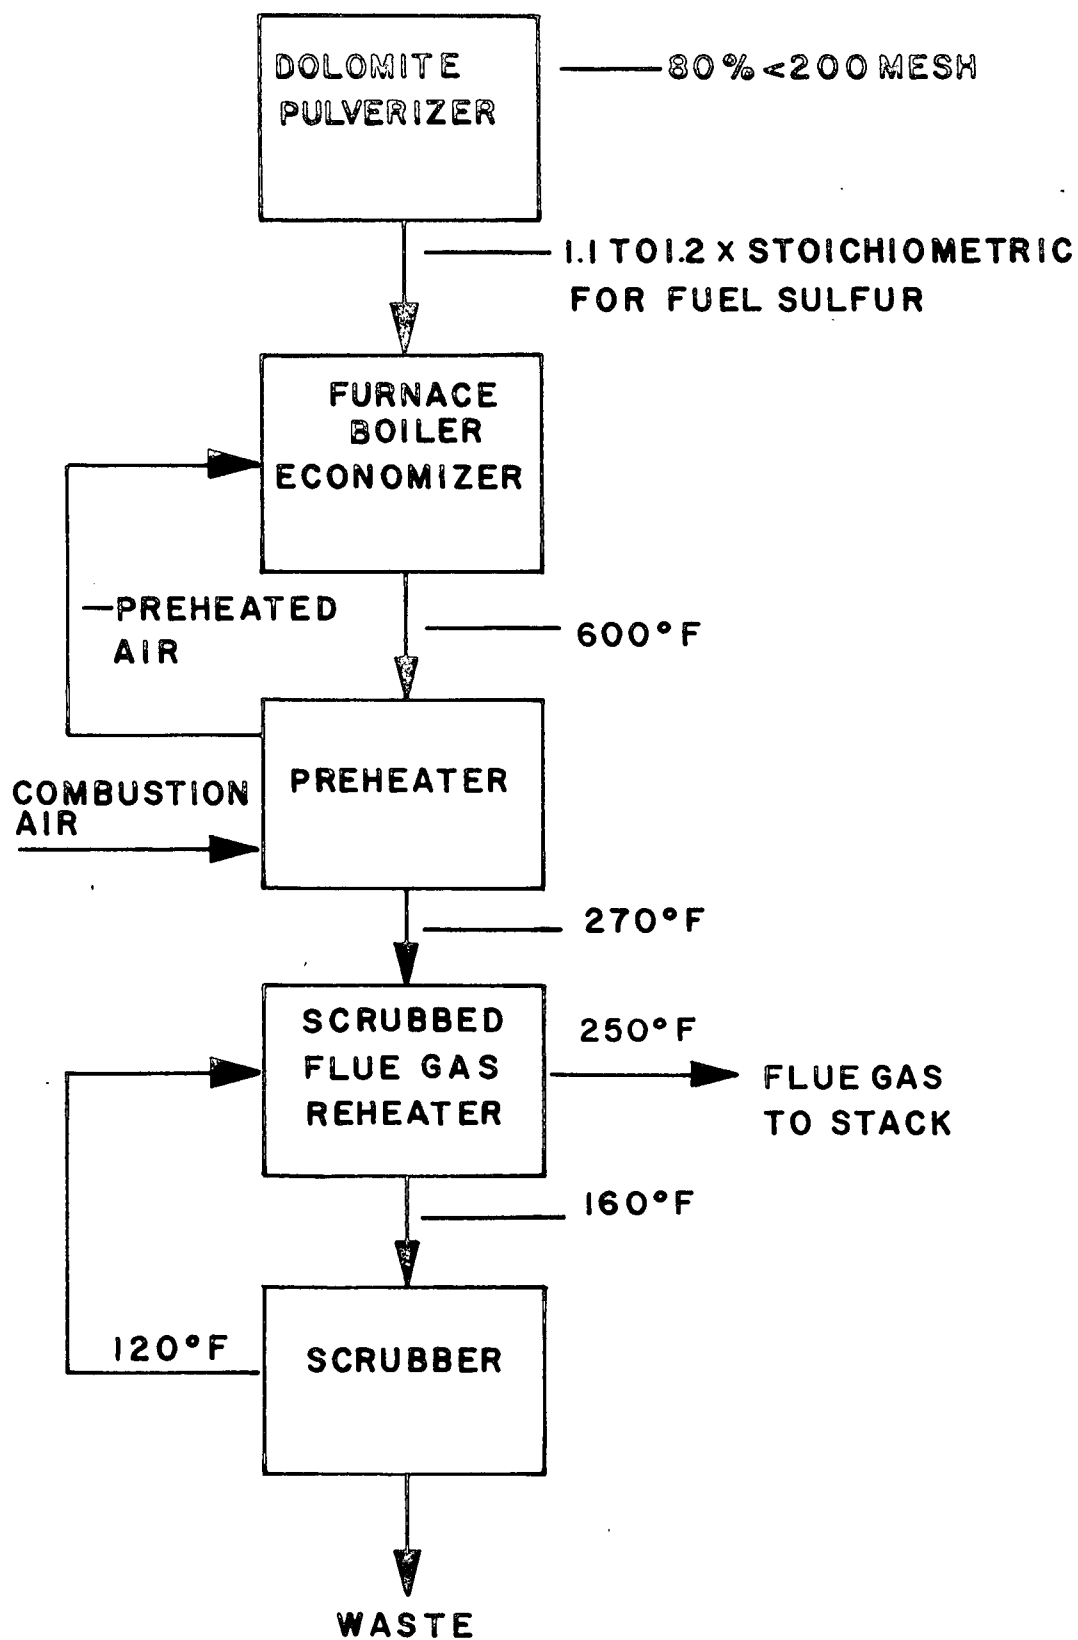 DOLOMITE
PULVERIZER
80% <200 MESH
1.1 TO 1.2 X STOICHIOMETRIC
FOR FUEL SULFUR
FURNACE
BOILER
ECONOMIZER
PREHEATED
AIR
600°F
PREHEATER
COMBUSTION
AIR
270°F
SCRUBBED
FLUE GAS
REHEATER
250°F
FLUE GAS
TO STACK
160°F
120°F
SCRUBBER
WASTE